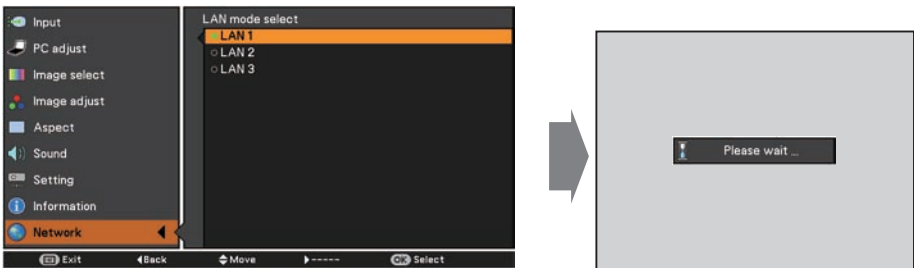 Input
PC adjust
Image select
Image adjust
Aspect
Sound
Setting
Information
Network
LAN mode select
LAN 1
LAN 2
LAN 3
Exit
Back
Move
-----
OK Select
Please wait ...